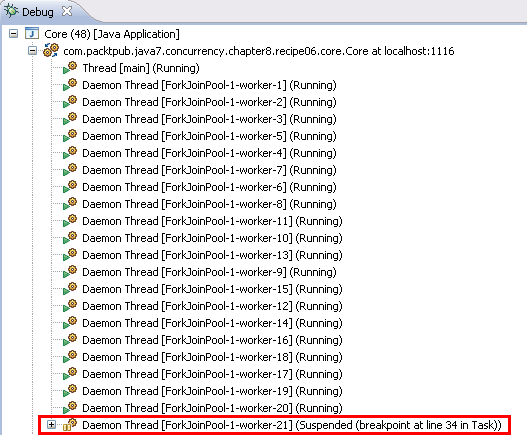 Debug
Core (48) [Java Application]
com.packtpub.java7.concurrency.chapter8.recipe06.core.Core at localhost:1116
Thread [main] (Running)
Daemon Thread [ForkJoinPool-1-worker-1] (Running)
Daemon Thread [ForkJoinPool-1-worker-2] (Running)
Daemon Thread [ForkJoinPool-1-worker-3] (Running)
Daemon Thread [ForkJoinPool-1-worker-5] (Running)
Daemon Thread [ForkJoinPool-1-worker-4] (Running)
Daemon Thread [ForkJoinPool-1-worker-7] (Running)
Daemon Thread [ForkJoinPool-1-worker-6] (Running)
Daemon Thread [ForkJoinPool-1-worker-8] (Running)
Daemon Thread [ForkJoinPool-1-worker-11] (Running)
Daemon Thread [ForkJoinPool-1-worker-10] (Running)
Daemon Thread [ForkJoinPool-1-worker-13] (Running)
Daemon Thread [ForkJoinPool-1-worker-9] (Running)
Daemon Thread [ForkJoinPool-1-worker-15] (Running)
Daemon Thread [ForkJoinPool-1-worker-12] (Running)
Daemon Thread [ForkJoinPool-1-worker-14] (Running)
Daemon Thread [ForkJoinPool-1-worker-16] (Running)
Daemon Thread [ForkJoinPool-1-worker-18] (Running)
Daemon Thread [ForkJoinPool-1-worker-17] (Running)
Daemon Thread [ForkJoinPool-1-worker-19] (Running)
Daemon Thread [ForkJoinPool-1-worker-20] (Running)
Daemon Thread [ForkJoinPool-1-worker-21] (Suspended (breakpoint at line 34 in Task))